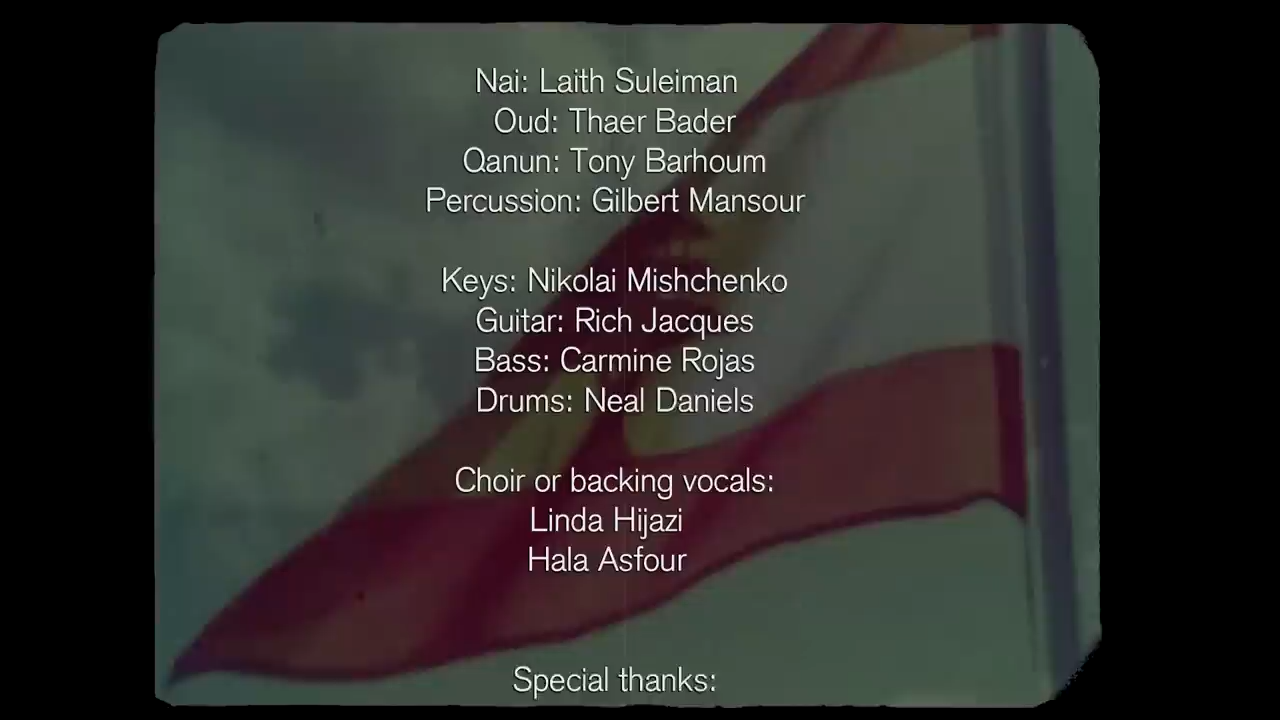 Nai: Laith Suleiman
Oud: Thaer Bader
Qanun: Tony Barhoum
Percussion: Gilbert Mansour
Keys: Nikolai Mishchenko
Guitar: Rich Jacques
Bass: Carmine Rojas
Drums: Neal Daniels
Choir or backing vocals:
Linda Hijazi
Hala Asfour
Special thanks: